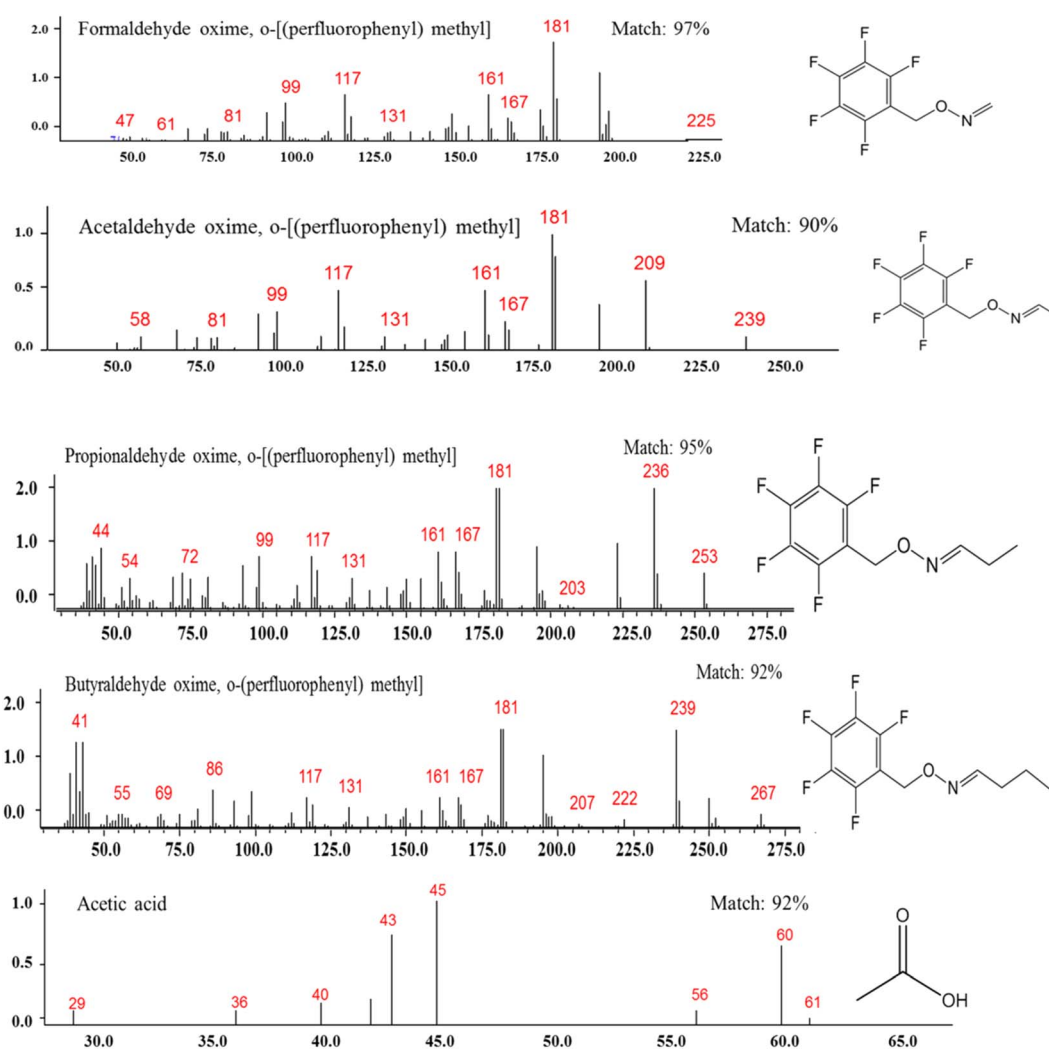 Formaldehyde oxime, o-[(perfluorophenyl) methyl] Match: 97%
2.0
1.0
0.0
47 61 81 99 117 131 161 167 181 225
50.0 75.0 100.0 125.0 150.0 175.0 200.0 225.0
F
F F
F
F
O
N
Acetaldehyde oxime, o-[(perfluorophenyl) methyl] Match: 90%
1.0
0.5
0.0
58 81 99 117 131 161 167 181 209 239
50.0 75.0 100.0 125.0 150.0 175.0 200.0 225.0 250.0
F
F F
F
F
O
N
Propionaldehyde oxime, o-[(perfluorophenyl) methyl] Match: 95%
2.0
1.0
0.0
44 54 72 99 117 131 161 167 181 203 236 253
50.0 75.0 100.0 125.0 150.0 175.0 200.0 225.0 250.0 275.0
F
F F
F
F
O
N
Butyraldehyde oxime, o-(perfluorophenyl) methyl] Match: 92%
2.0
1.0
0.0
41 55 69 86 117 131 161 167 181 207 222 239 267
50.0 75.0 100.0 125.0 150.0 175.0 200.0 225.0 250.0 275.0
F
F F
F
F
O
N
Acetic acid Match: 92%
1.0
0.5
0.0
29 36 40 43 45 56 60 61
30.0 35.0 40.0 45.0 50.0 55.0 60.0 65.0
O
OH